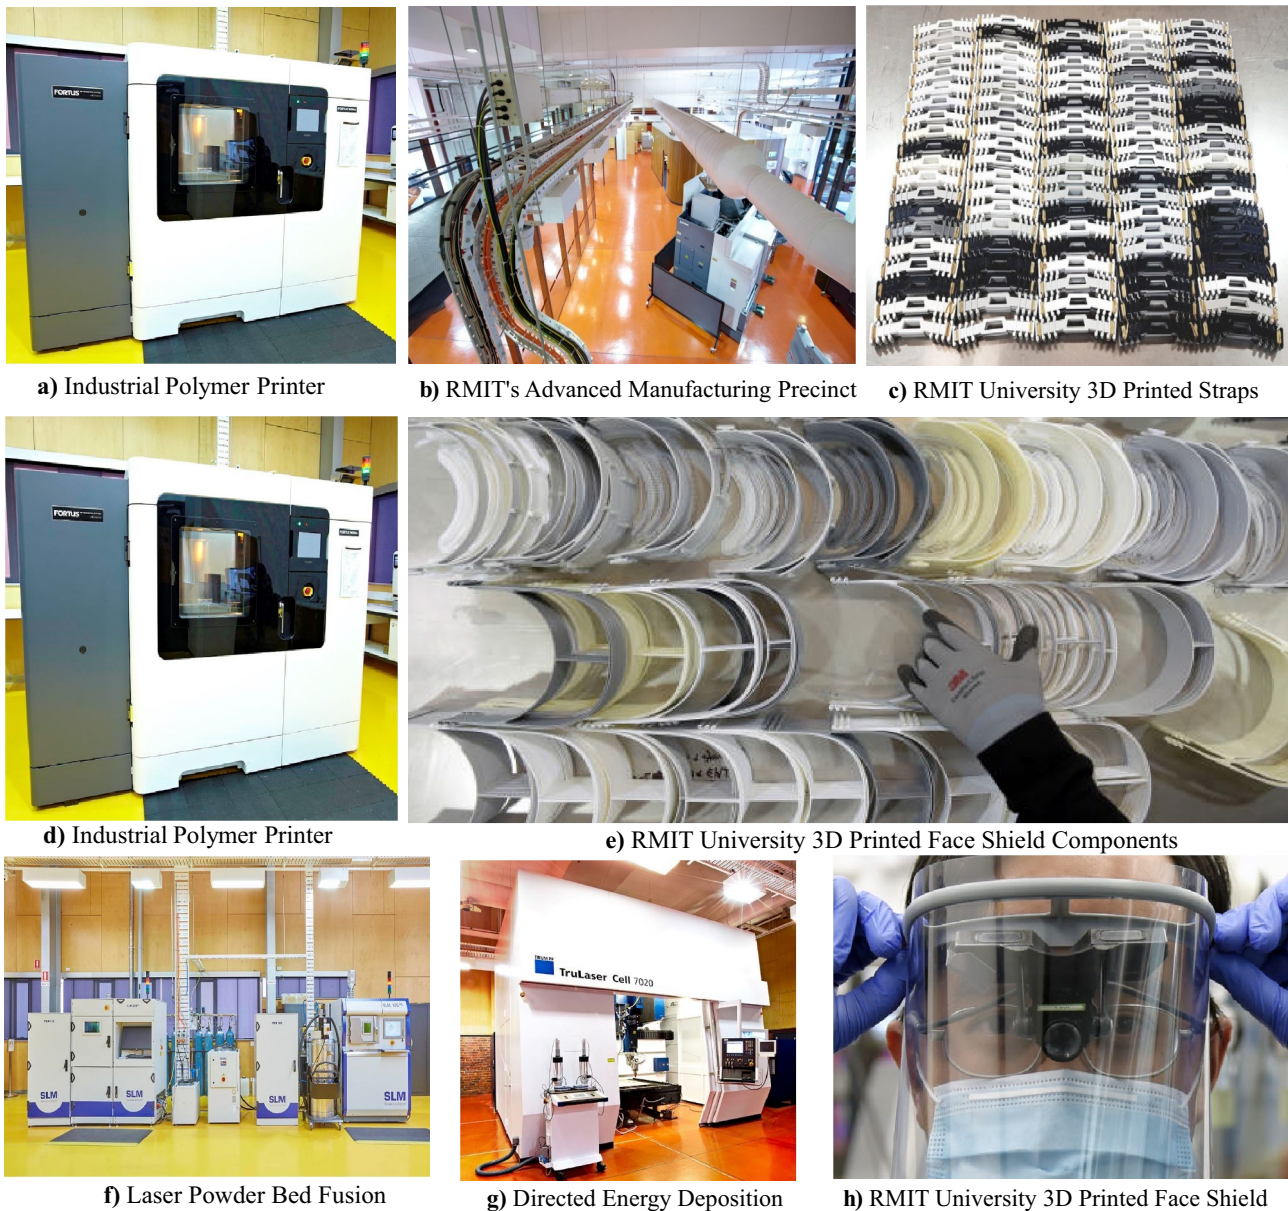 FORTUS
a) Industrial Polymer Printer
b) RMIT's Advanced Manufacturing Precinct
c) RMIT University 3D Printed Straps
FORTUS
d) Industrial Polymer Printer
3M
e) RMIT University 3D Printed Face Shield Components
SLM
SLM
SLM
SLM
f) Laser Powder Bed Fusion
TRUMPF
TruLaser Cell 7020
g) Directed Energy Deposition
h) RMIT University 3D Printed Face Shield